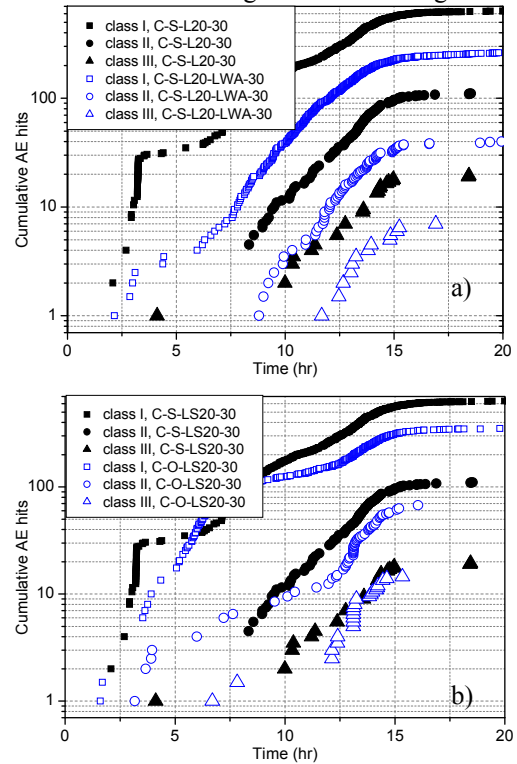 class I, C-S-L20-30
class II, C-S-L20-30
class III, C-S-L20-30
class I, C-S-L20-LWA-30
class II, C-S-L20-LWA-30
class III, C-S-L20-LWA-30
100
10
1
Cumulative AE hits
a)
0 5 10 15 20
Time (hr)
class I, C-S-LS20-30
class II, C-S-LS20-30
class III, C-S-LS20-30
class I, C-O-LS20-30
class II, C-O-LS20-30
class III, C-O-LS20-30
100
10
1
Cumulative AE hits
b)
0 5 10 15 20
Time (hr)